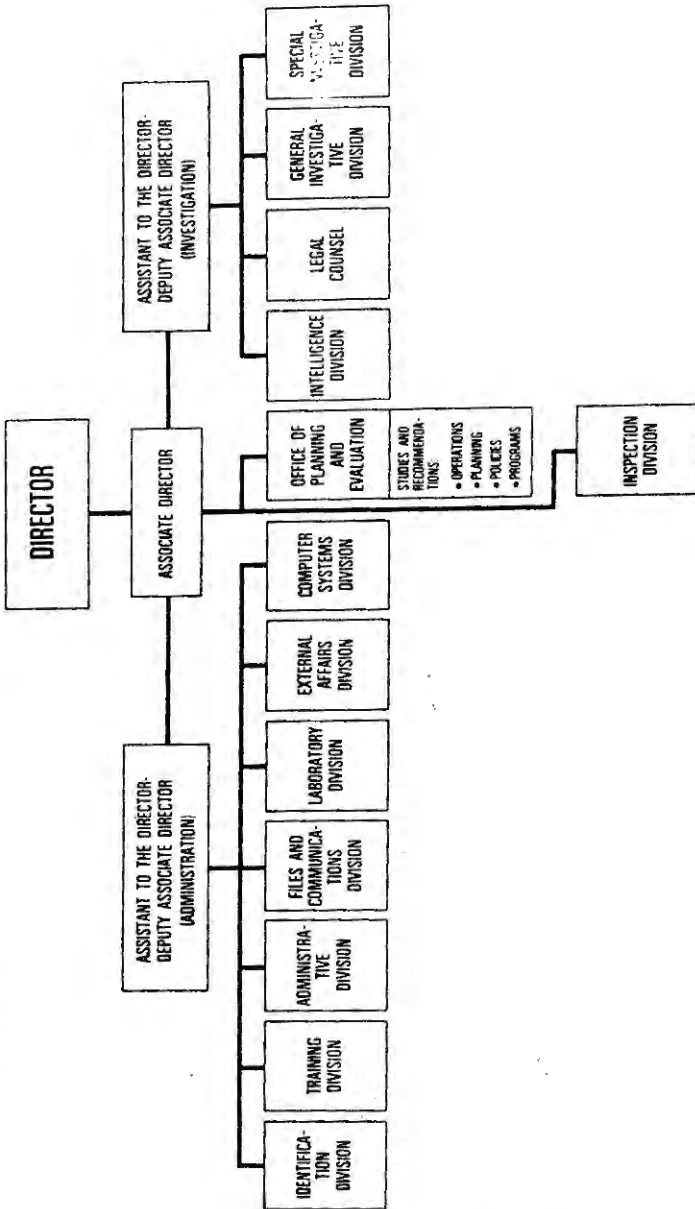 DIRECTOR
ASSISTANT TO THE DIRECTOR-
DEPUTY ASSOCIATE DIRECTOR
(ADMINISTRATION)
ASSOCIATE DIRECTOR
ASSISTANT TO THE DIRECTOR-
DEPUTY ASSOCIATE DIRECTOR
(INVESTIGATION)
IDENTIFICA-
TION
DIVISION
TRAINING
DIVISION
ADMINISTRA-
TIVE
DIVISION
FILES AND
COMMUNICA-
TIONS
DIVISION
LABORATORY
DIVISION
EXTERNAL
AFFAIRS
DIVISION
COMPUTER
SYSTEMS
DIVISION
OFFICE OF
PLANNING
AND
EVALUATION
STUDIES AND
RECOMMENDA-
TIONS:
• OPERATIONS
• PLANNING
• POLICIES
• PROGRAMS
INTELLIGENCE
DIVISION
LEGAL
COUNSEL
GENERAL
INVESTIGA-
TIVE
DIVISION
SPECIAL
INVESTIGA-
TIVE
DIVISION
INSPECTION
DIVISION